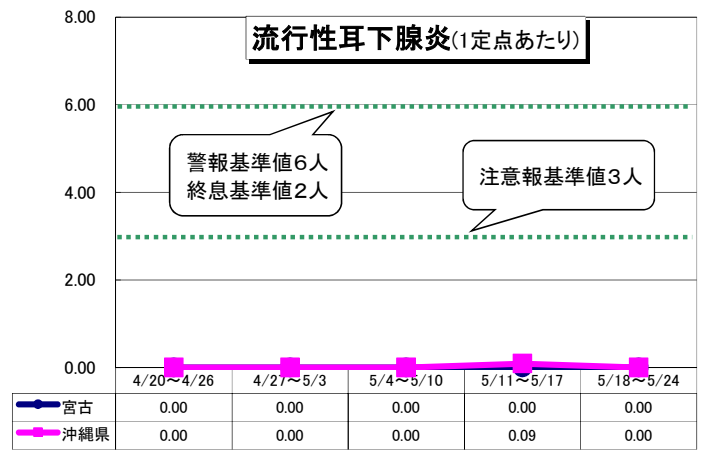 流行性耳下腺炎(1定点あたり)
8.00
6.00
警報基準値6人
終息基準値2人
注意報基準値3人
4.00
2.00
0.00
4/20～4/26 4/27～5/3 5/4～5/10 5/11～5/17 5/18～5/24
宮古 0.00 0.00 0.00 0.00 0.00
沖縄県 0.00 0.00 0.00 0.09 0.00